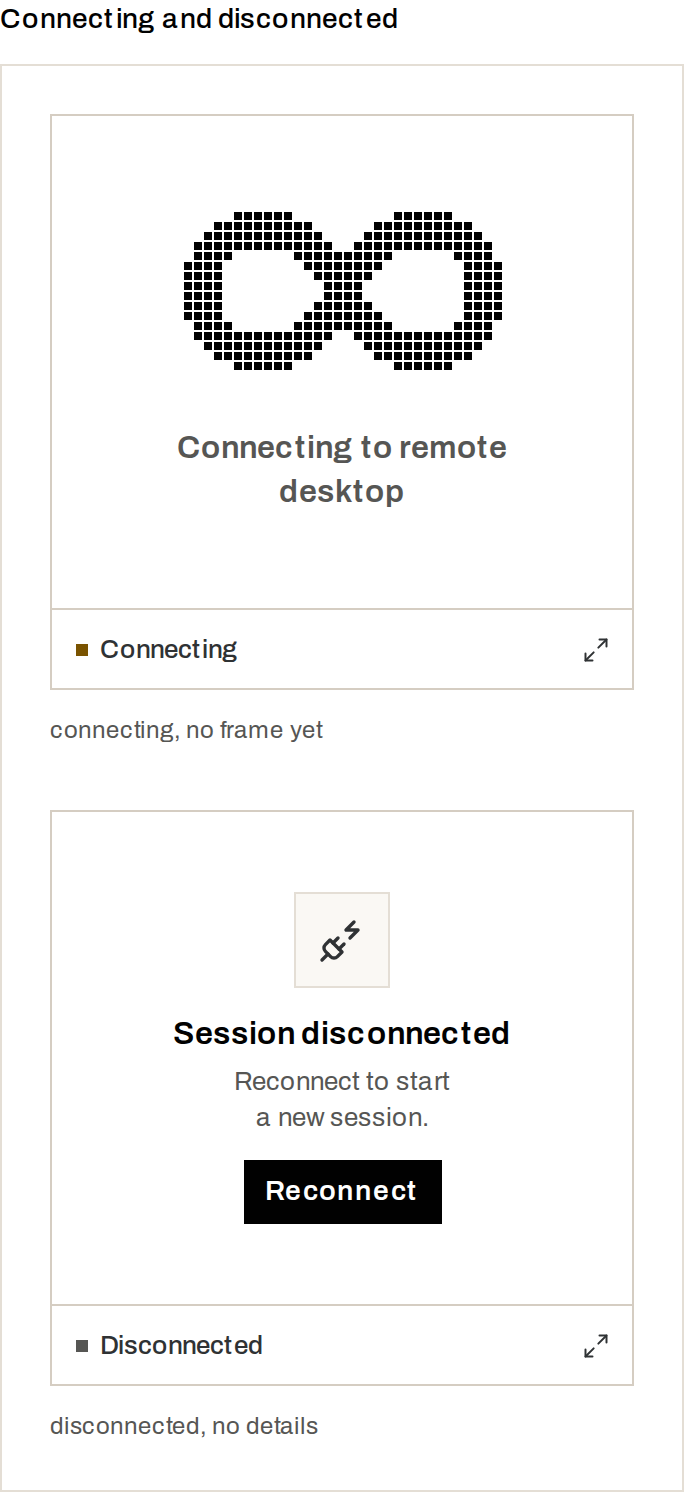 Connecting and disconnected
Connecting to remote
desktop
Connecting
connecting, no frame yet
Session disconnected
Reconnect to start
a new session.
Reconnect
Disconnected
disconnected, no details